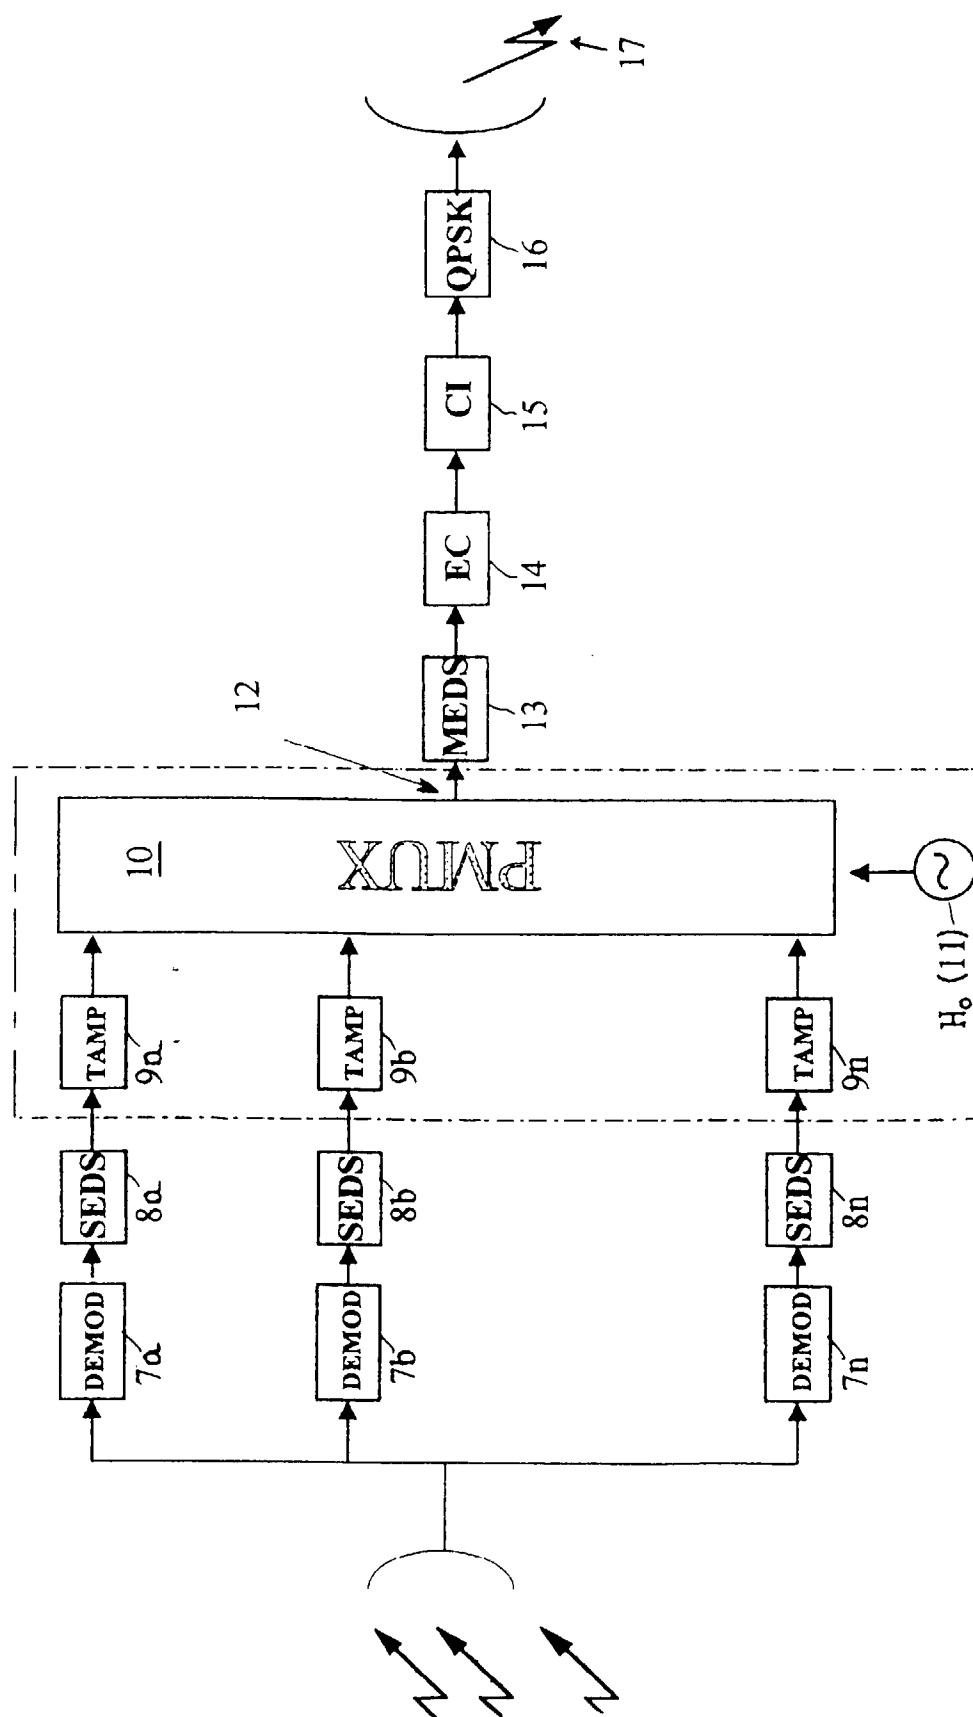 DEMOD
7a
SEDS
8a
TAMP
9a
DEMOD
7b
SEDS
8b
TAMP
9b
DEMOD
7n
SEDS
8n
TAMP
9n
10
PMUX
H₀ (11)
12
MEDS
13
EC
14
CI
15
QPSK
16
17